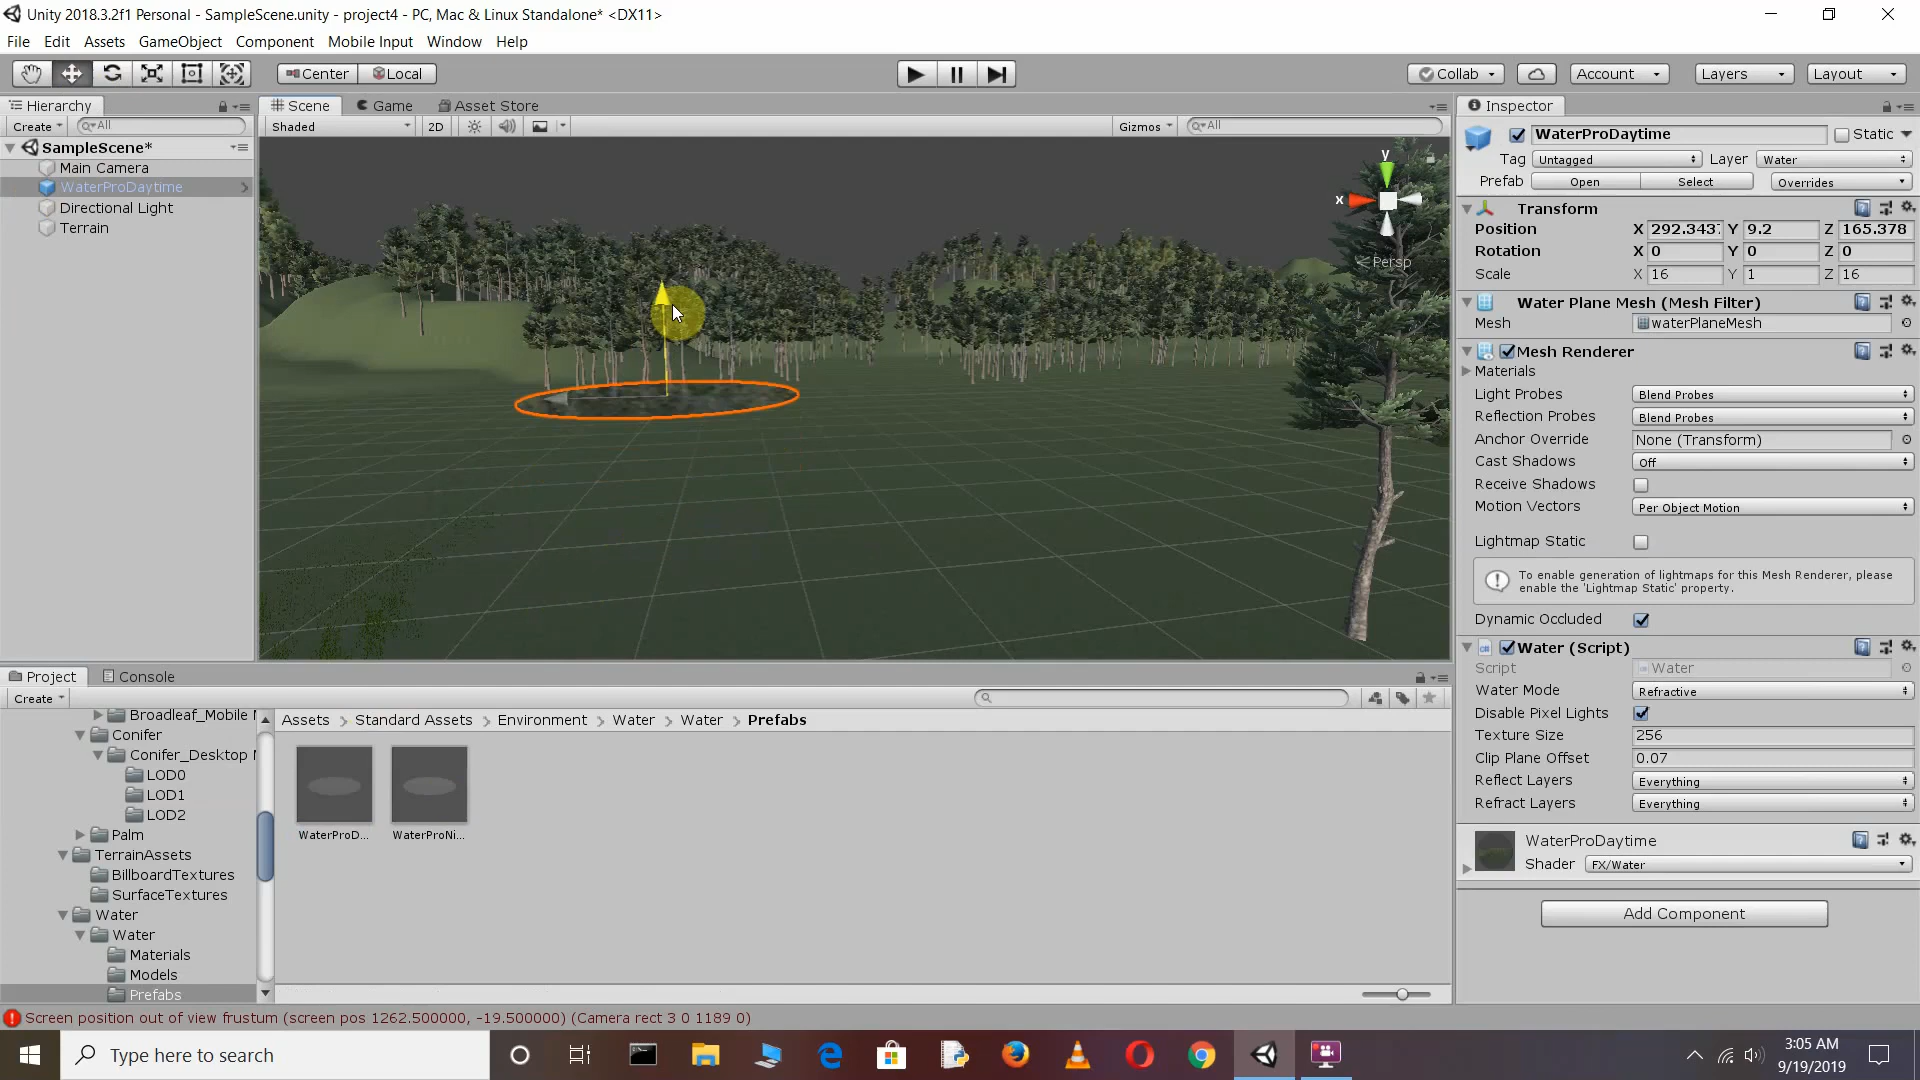 Unity 2018.3.2f1 Personal - SampleScene.unity - project4 - PC, Mac & Linux Standalone* <DX11>
File Edit Assets GameObject Component Mobile Input Window Help
Center Local Collab Account Layers Layout
Hierarchy Scene Game Asset Store Inspector
Create All Shaded 2D Gizmos All
SampleScene*
Main Camera
WaterProDaytime
Directional Light
Terrain
y
x
Persp
WaterProDaytime Static
Tag Untagged Layer Water
Prefab Open Select Overrides
Transform
Position X 292.343 Y 9.2 Z 165.378
Rotation X 0 Y 0 Z 0
Scale X 16 Y 1 Z 16
Water Plane Mesh (Mesh Filter)
Mesh waterPlaneMesh
Mesh Renderer
Materials
Light Probes Blend Probes
Reflection Probes Blend Probes
Anchor Override None (Transform)
Cast Shadows Off
Receive Shadows
Motion Vectors Per Object Motion
Lightmap Static
To enable generation of lightmaps for this Mesh Renderer, please
enable the 'Lightmap Static' property.
Dynamic Occluded
Water (Script)
Script Water
Water Mode Refractive
Disable Pixel Lights
Texture Size 256
Clip Plane Offset 0.07
Reflect Layers Everything
Refract Layers Everything
WaterProDaytime
Shader FX/Water
Add Component
Project Console
Create
Broadleaf_Mobile
Conifer
Conifer_Desktop
LOD0
LOD1
LOD2
Palm
TerrainAssets
BillboardTextures
SurfaceTextures
Water
Water
Materials
Models
Prefabs
Assets > Standard Assets > Environment > Water > Water > Prefabs
WaterProD... WaterProNi...
Screen position out of view frustum (screen pos 1262.500000, -19.500000) (Camera rect 3 0 1189 0)
Type here to search
3:05 AM
9/19/2019